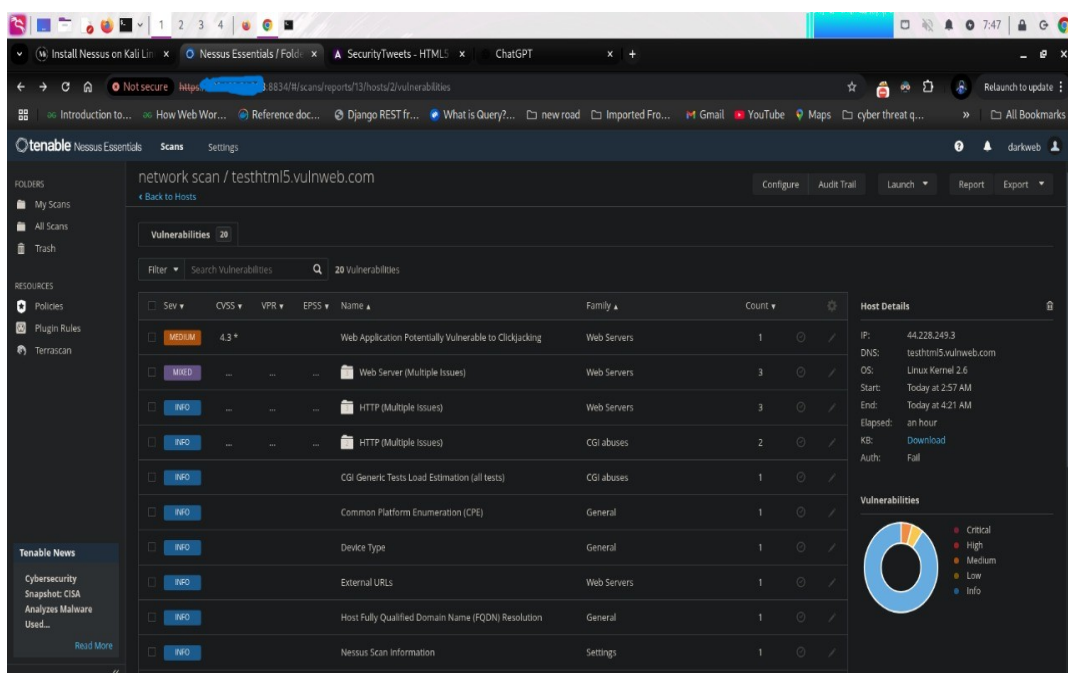 1 2 3 4
7:47
Install Nessus on Kali Lin
Nessus Essentials / Folde
SecurityTweets - HTML5
ChatGPT
Not secure https:
8834/#/scans/reports/13/hosts/2/vulnerabilities
Relaunch to update
Introduction to...
How Web Wor...
Reference doc...
Django REST fr...
What is Query?...
new road
Imported Fro...
Gmail
YouTube
Maps
cyber threat q...
All Bookmarks
tenable Nessus Essentials
Scans
Settings
darkweb
FOLDERS
My Scans
All Scans
Trash
RESOURCES
Policies
Plugin Rules
Terrascan
Tenable News
Cybersecurity
Snapshot: CISA
Analyzes Malware
Used...
Read More
network scan / testhtml5.vulnweb.com
Back to Hosts
Configure
Audit Trail
Launch
Report
Export
Vulnerabilities 20
Filter
Search Vulnerabilities
20 Vulnerabilities
Sev CVSS VPR EPSS Name Family Count
MEDIUM 4.3 * Web Application Potentially Vulnerable to Clickjacking Web Servers 1
MIXED ... ... ... Web Server (Multiple Issues) Web Servers 3
INFO ... ... ... HTTP (Multiple Issues) Web Servers 3
INFO ... ... ... HTTP (Multiple Issues) CGI abuses 2
INFO CGI Generic Tests Load Estimation (all tests) CGI abuses 1
INFO Common Platform Enumeration (CPE) General 1
INFO Device Type General 1
INFO External URLs Web Servers 1
INFO Host Fully Qualified Domain Name (FQDN) Resolution General 1
INFO Nessus Scan Information Settings 1
Host Details
IP: 44.228.249.3
DNS: testhtml5.vulnweb.com
OS: Linux Kernel 2.6
Start: Today at 2:57 AM
End: Today at 4:21 AM
Elapsed: an hour
KB: Download
Auth: Fail
Vulnerabilities
Critical
High
Medium
Low
Info